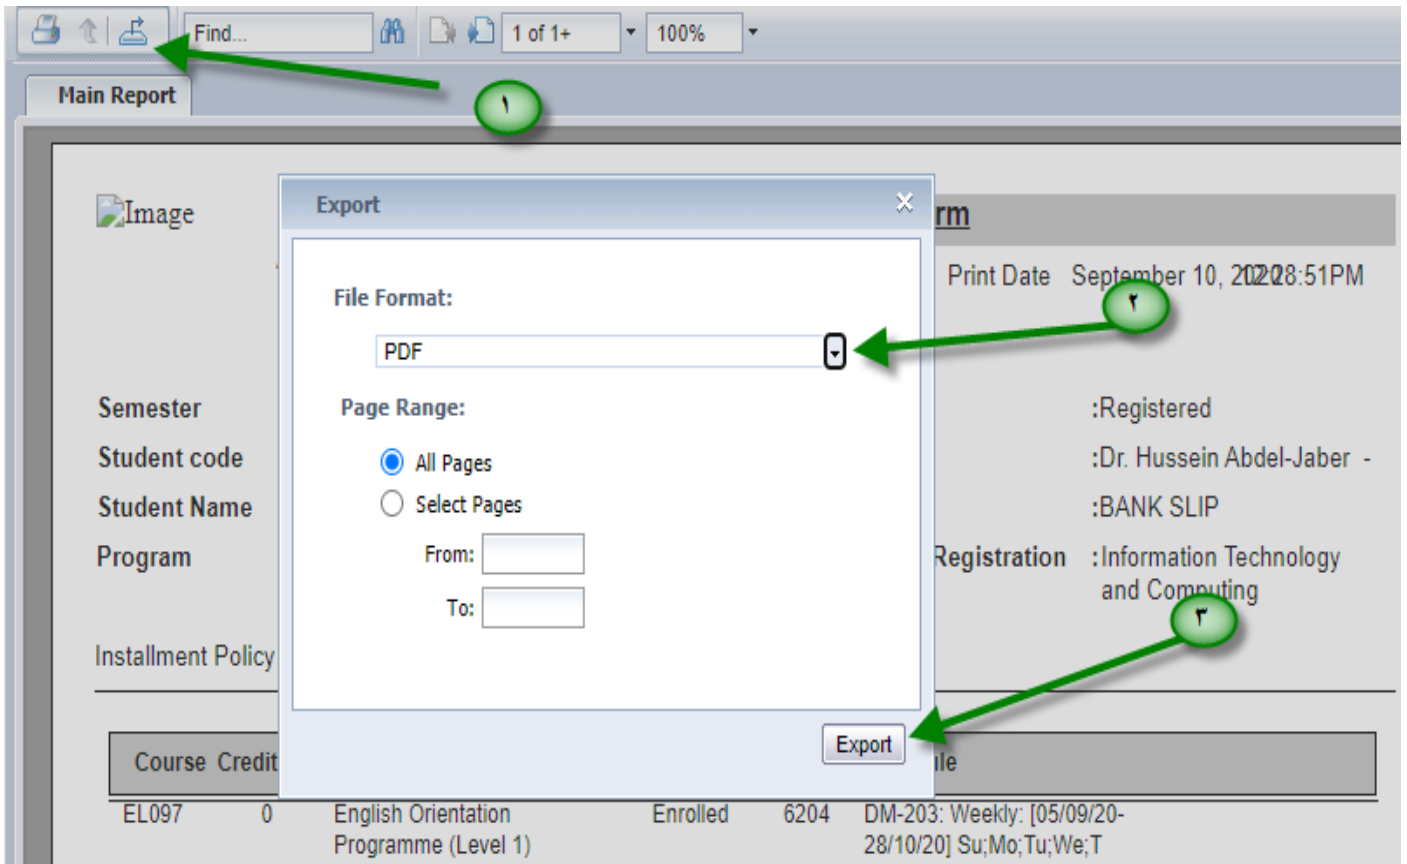 Find...
1 of 1+
100%
Main Report
١
Image
Export
rm
Print Date September 10, 2020
12:28:51PM
٢
File Format:
PDF
Page Range:
All Pages
Select Pages
From:
To:
Export
Semester
:Registered
Student code
:Dr. Hussein Abdel-Jaber -
Student Name
:BANK SLIP
Program
Registration :Information Technology
and Computing
٣
Installment Policy
Course Credit
EL097 0 English Orientation Enrolled 6204 DM-203: Weekly: [05/09/20-
Programme (Level 1) 28/10/20] Su;Mo;Tu;We;T